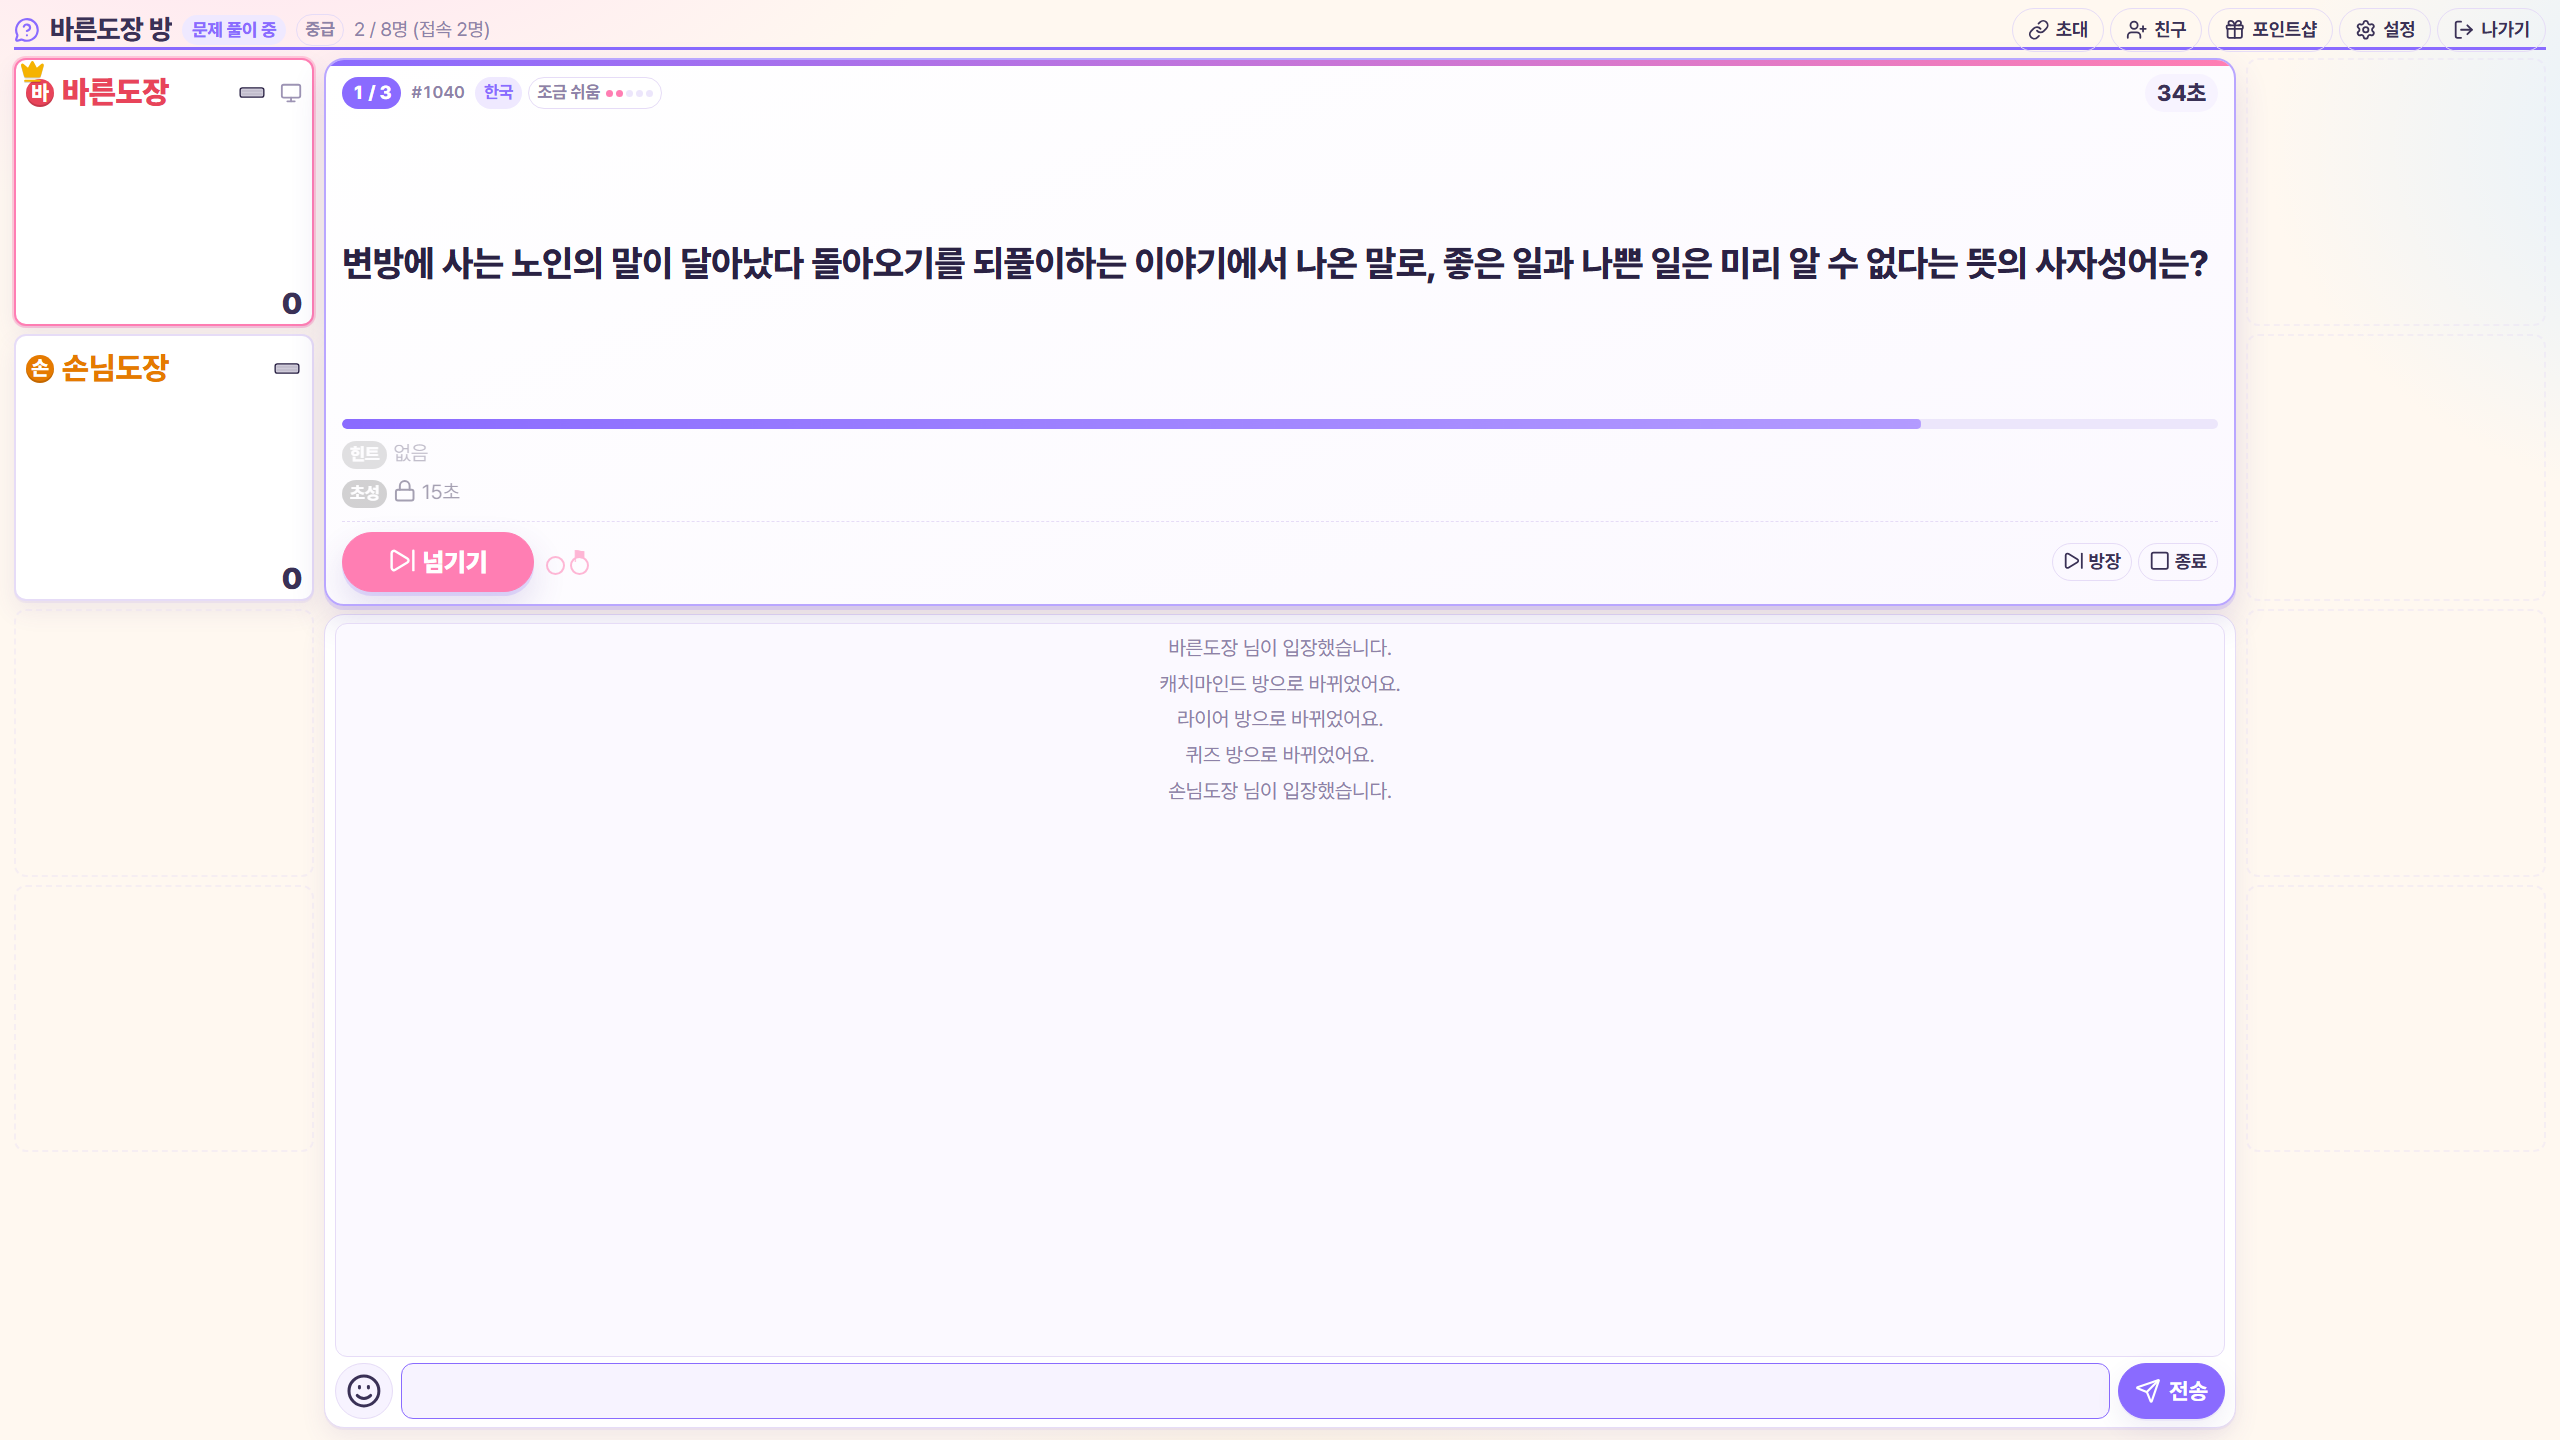 바른도장 방 문제 풀이 중 중급 2 / 8명 (접속 2명) 초대 친구 포인트샵 설정 나가기
바 바른도장
0
손 손님도장
0
1 / 3 #1040 한국 조금 쉬움 34초
변방에 사는 노인의 말이 달아났다 돌아오기를 되풀이하는 이야기에서 나온 말로, 좋은 일과 나쁜 일은 미리 알 수 없다는 뜻의 사자성어는?
힌트 없음
초성 15초
넘기기 방장 종료
바른도장 님이 입장했습니다.
캐치마인드 방으로 바뀌었어요.
라이어 방으로 바뀌었어요.
퀴즈 방으로 바뀌었어요.
손님도장 님이 입장했습니다.
전송